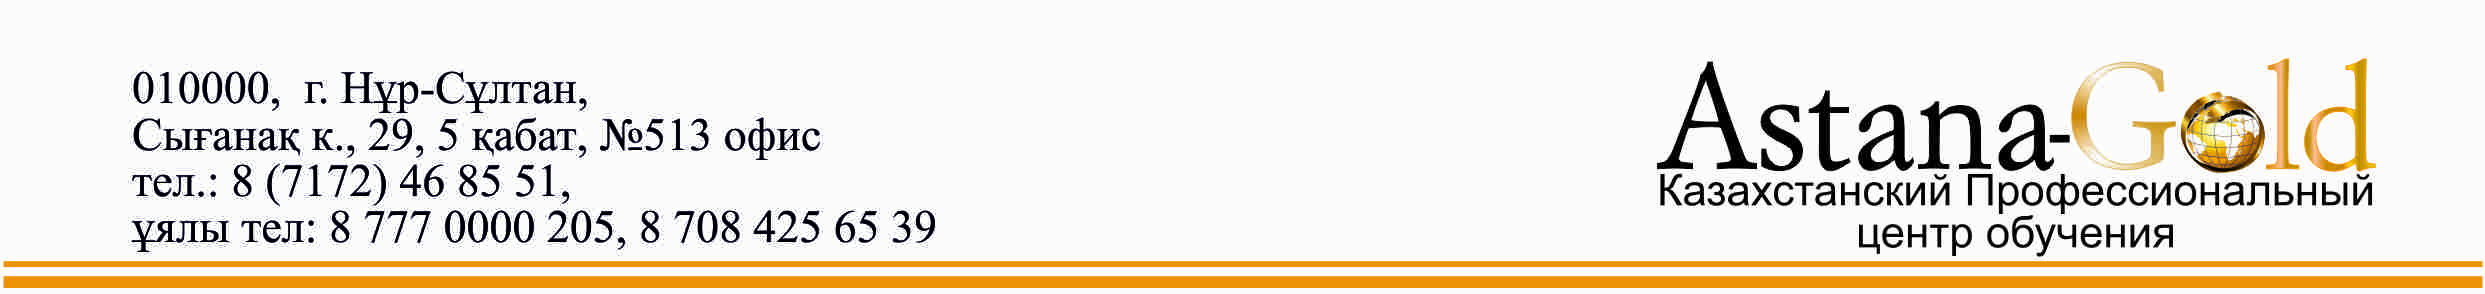 010000, г. Нұр-Сұлтан,
Сығанақ к., 29, 5 қабат, №513 офис
тел.: 8 (7172) 46 85 51,
ұялы тел: 8 777 0000 205, 8 708 425 65 39
Astana-Gold
Казахстанский Профессиональный
центр обучения